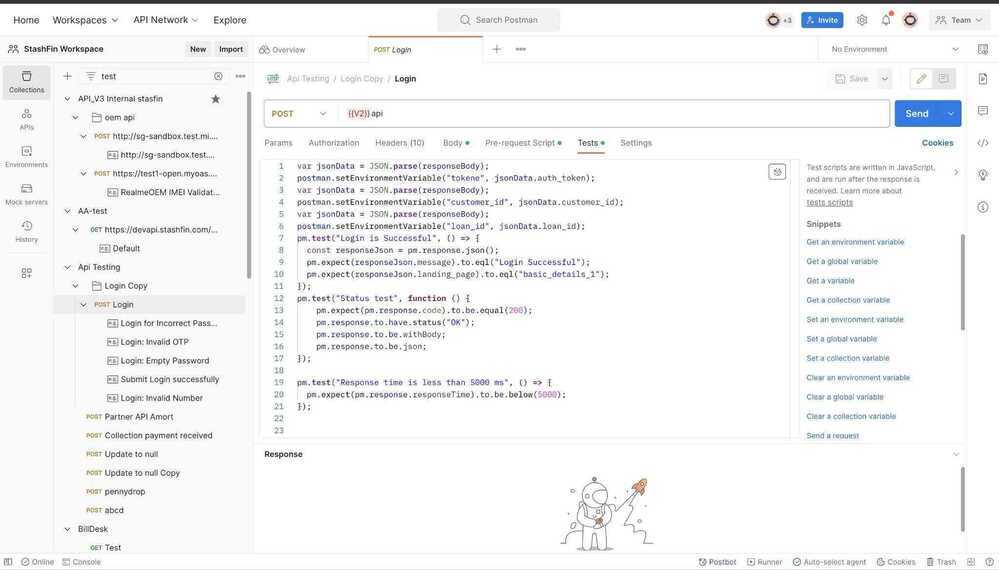 Home Workspaces API Network Explore Search Postman +3 Invite Team
StashFin Workspace New Import Overview POST Login No Environment
test
Api Testing / Login Copy / Login Save
Collections
APIs
Environments
Mock servers
History
API_V3 Internal stasfin
oem api
POST http://sg-sandbox.test.mi....
http://sg-sandbox.test....
POST https://test1-open.myoas....
RealmeOEM IMEI Validat...
AA-test
GET https://devapi.stashfin.com/...
Default
Api Testing
Login Copy
POST Login
Login for Incorrect Pass...
Login: Invalid OTP
Login: Empty Password
Submit Login successfully
Login: Invalid Number
POST Partner API Amort
POST Collection payment received
POST Update to null
POST Update to null Copy
POST pennydrop
POST abcd
BillDesk
GET Test
POST {{V2}}api Send
Params Authorization Headers (10) Body Pre-request Script Tests Settings Cookies
1 var jsonData = JSON.parse(responseBody);
2 postman.setEnvironmentVariable("tokene", jsonData.auth_token);
3 var jsonData = JSON.parse(responseBody);
4 postman.setEnvironmentVariable("customer_id", jsonData.customer_id);
5 var jsonData = JSON.parse(responseBody);
6 postman.setEnvironmentVariable("loan_id", jsonData.loan_id);
7 pm.test("Login is Successful", () => {
8 const responseJson = pm.response.json();
9 pm.expect(responseJson.message).to.eql("Login Successful");
10 pm.expect(responseJson.landing_page).to.eql("basic_details_1");
11 });
12 pm.test("Status test", function () {
13 pm.expect(pm.response.code).to.be.equal(200);
14 pm.response.to.have.status("OK");
15 pm.response.to.be.withBody;
16 pm.response.to.be.json;
17 });
18
19 pm.test("Response time is less than 5000 ms", () => {
20 pm.expect(pm.response.responseTime).to.be.below(5000);
21 });
22
23
Test scripts are written in JavaScript,
and are run after the response is
received. Learn more about
tests scripts
Snippets
Get an environment variable
Get a global variable
Get a variable
Get a collection variable
Set an environment variable
Set a global variable
Set a collection variable
Clear an environment variable
Clear a global variable
Clear a collection variable
Send a request
Response
Online Console Postbot Runner Auto-select agent Cookies Trash